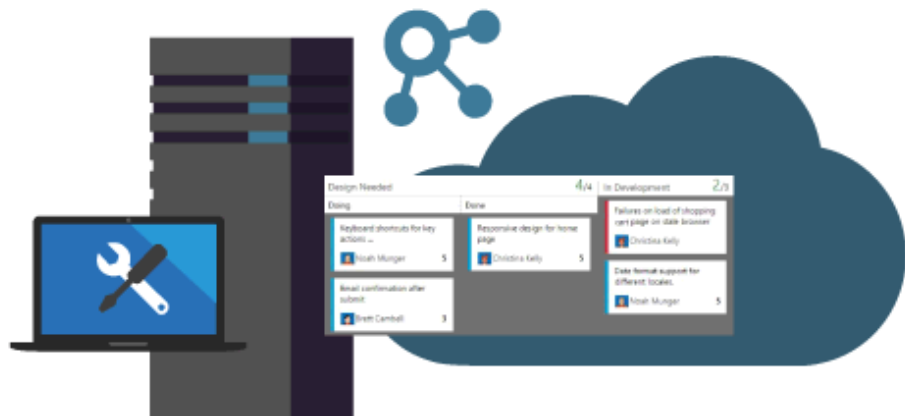 Design Needed 4/4 In Development 2/3
Doing Done
Keyboard shortcuts for key
actions ...
Noah Munger 5
Email confirmation after
submit
Brett Cambell 3
Responsive design for home
page
Christina Kelly 5
Failures on load of shopping
cart page on state browser
Christina Kelly
Date format support for
different locales.
Noah Munger 5